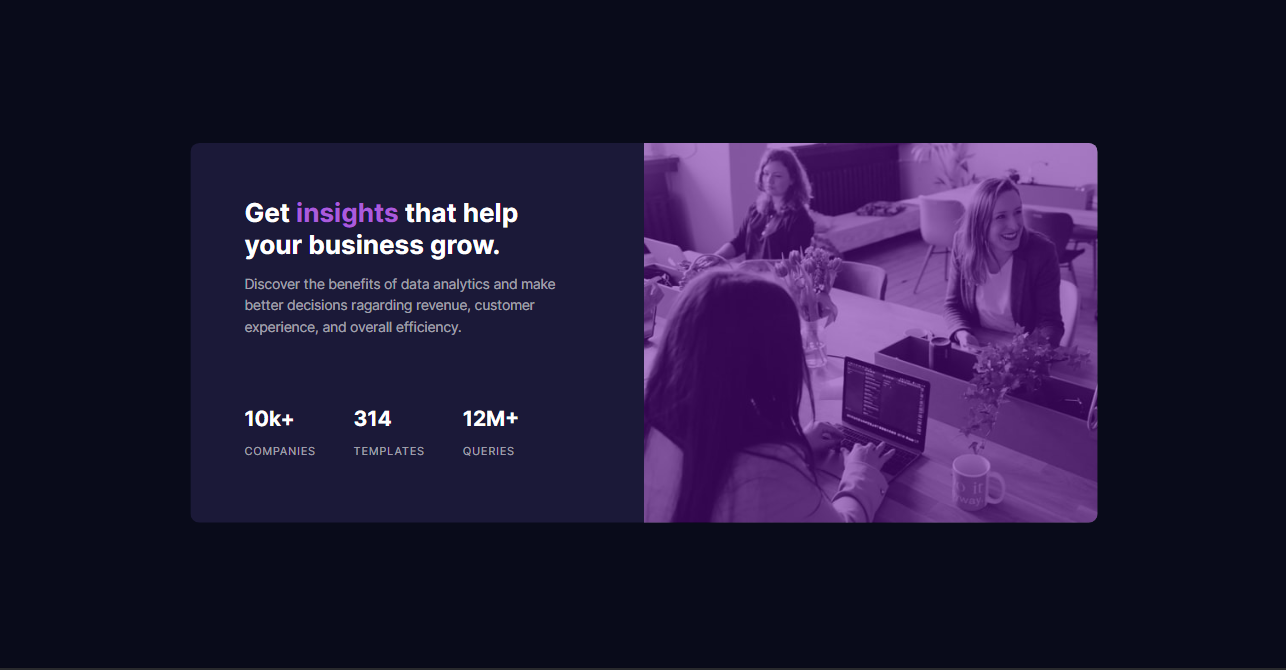 Get insights that help
your business grow.
Discover the benefits of data analytics and make
better decisions ragarding revenue, customer
experience, and overall efficiency.
10k+ 314 12M+
COMPANIES TEMPLATES QUERIES